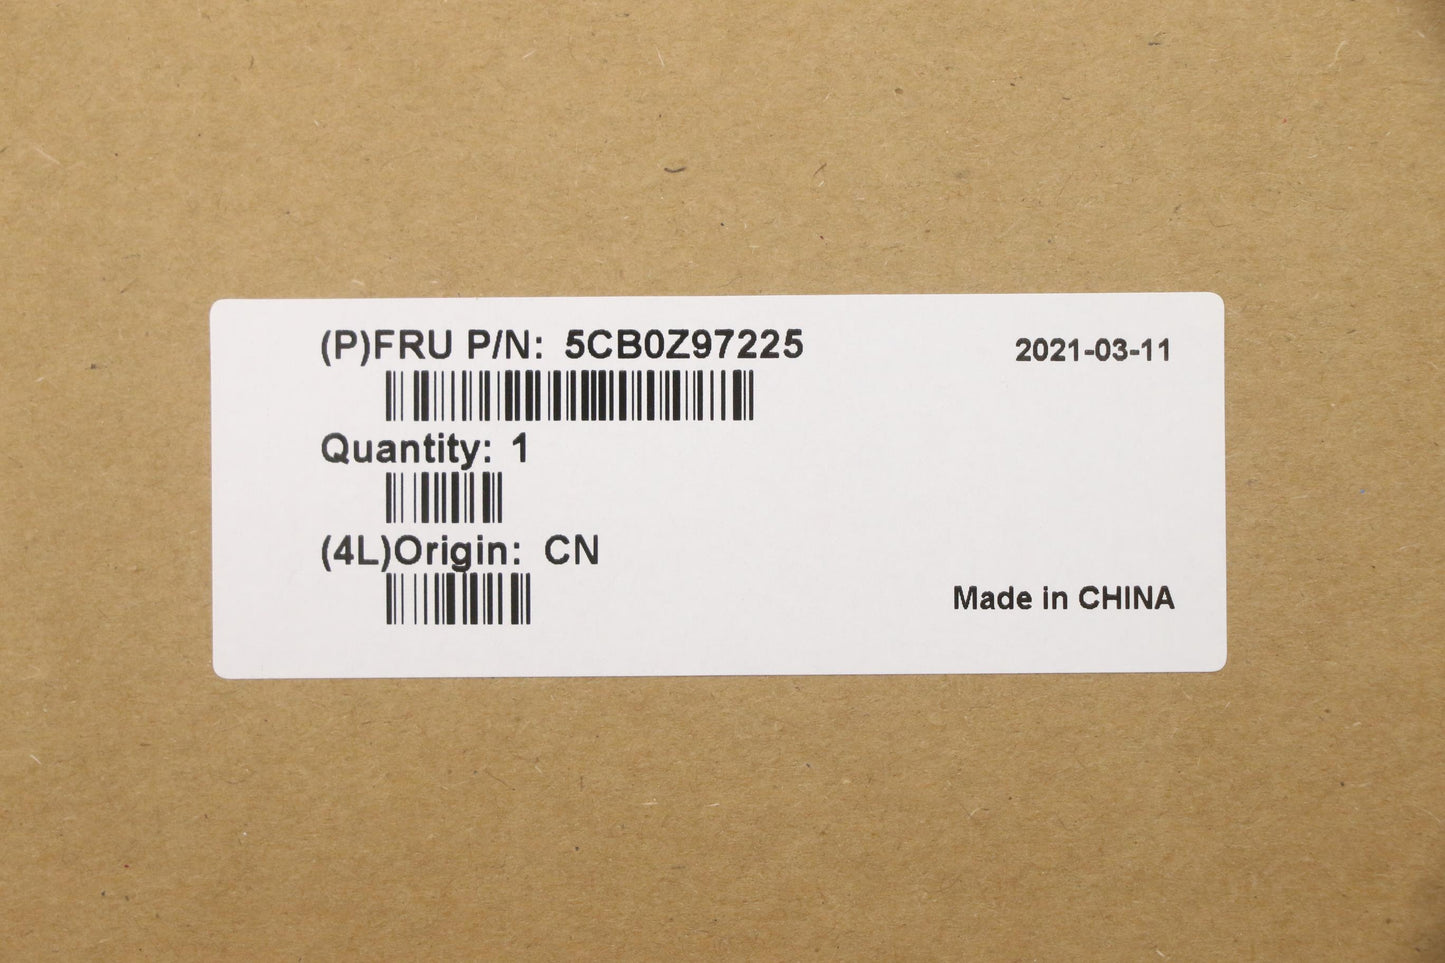 (P)FRU P/N: 5CB0Z97225
2021-03-11
Quantity: 1
(4L)Origin: CN
Made in CHINA